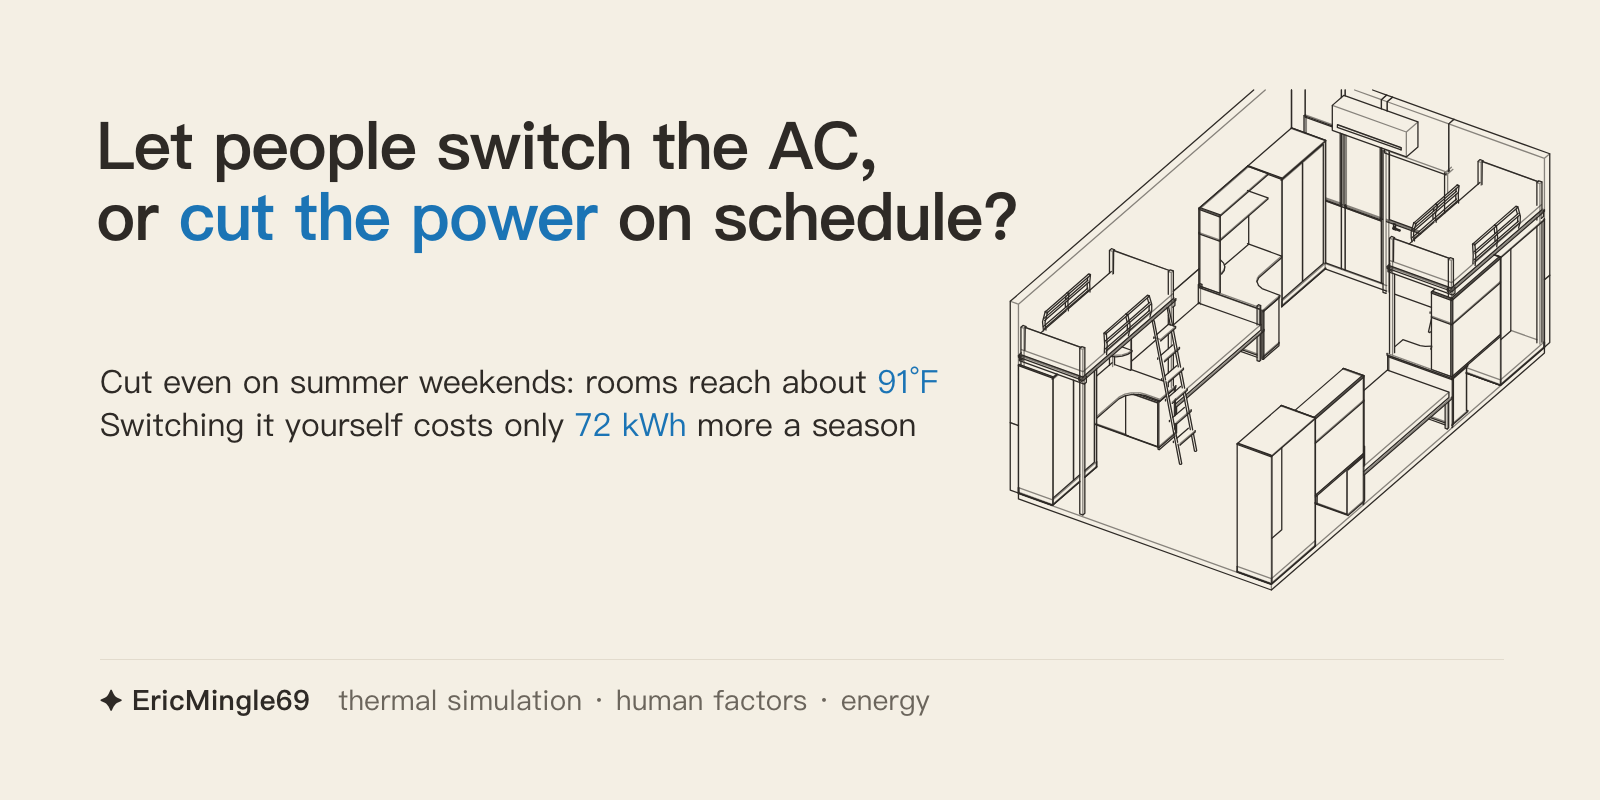 Let people switch the AC,
or cut the power on schedule?
Cut even on summer weekends: rooms reach about 91°F
Switching it yourself costs only 72 kWh more a season
EricMingle69 thermal simulation · human factors · energy